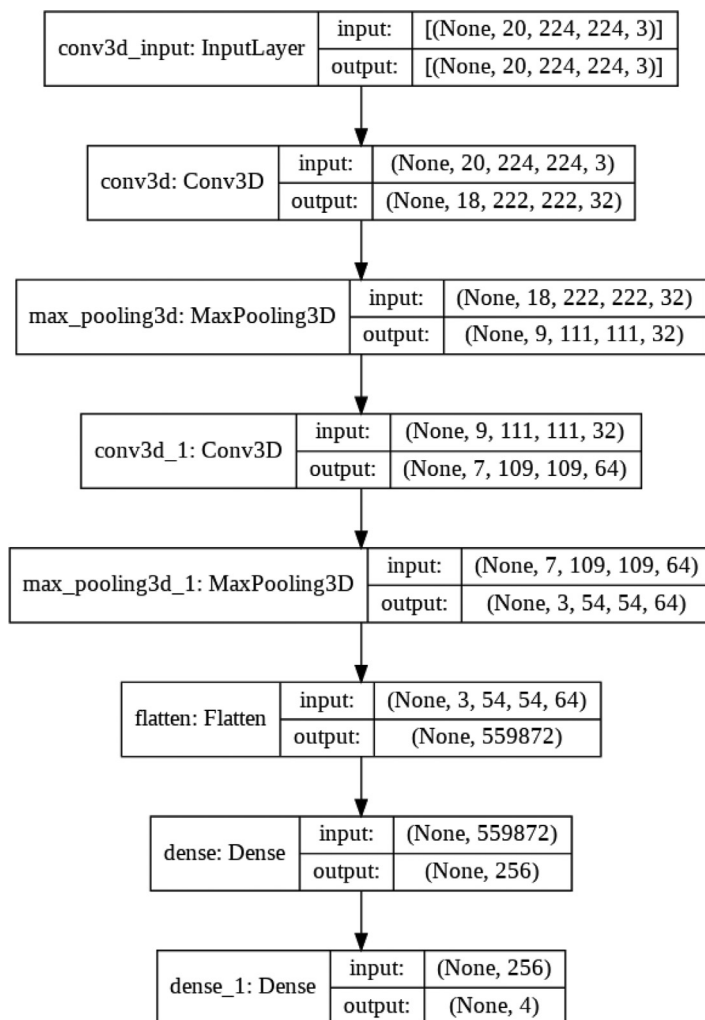 conv3d_input: InputLayer
input: [(None, 20, 224, 224, 3)]
output: [(None, 20, 224, 224, 3)]
conv3d: Conv3D
input: (None, 20, 224, 224, 3)
output: (None, 18, 222, 222, 32)
max_pooling3d: MaxPooling3D
input: (None, 18, 222, 222, 32)
output: (None, 9, 111, 111, 32)
conv3d_1: Conv3D
input: (None, 9, 111, 111, 32)
output: (None, 7, 109, 109, 64)
max_pooling3d_1: MaxPooling3D
input: (None, 7, 109, 109, 64)
output: (None, 3, 54, 54, 64)
flatten: Flatten
input: (None, 3, 54, 54, 64)
output: (None, 559872)
dense: Dense
input: (None, 559872)
output: (None, 256)
dense_1: Dense
input: (None, 256)
output: (None, 4)